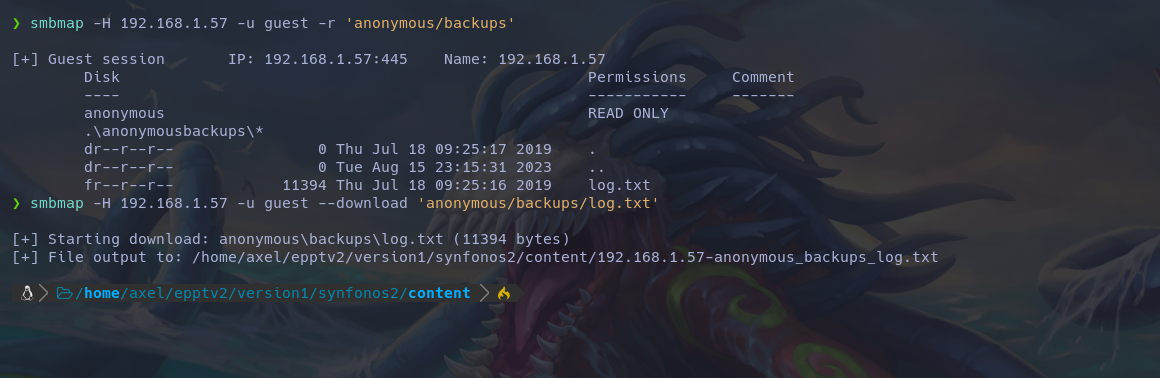 ❯ smbmap -H 192.168.1.57 -u guest -r 'anonymous/backups'
[+] Guest session IP: 192.168.1.57:445 Name: 192.168.1.57
Disk Permissions Comment
---- ----------- -------
anonymous READ ONLY
.\anonymousbackups\*
dr--r--r-- 0 Thu Jul 18 09:25:17 2019 .
dr--r--r-- 0 Tue Aug 15 23:15:31 2023 ..
fr--r--r-- 11394 Thu Jul 18 09:25:16 2019 log.txt
❯ smbmap -H 192.168.1.57 -u guest --download 'anonymous/backups/log.txt'
[+] Starting download: anonymous\backups\log.txt (11394 bytes)
[+] File output to: /home/axel/epptv2/version1/synfonos2/content/192.168.1.57-anonymous_backups_log.txt
/home/axel/epptv2/version1/synfonos2/content